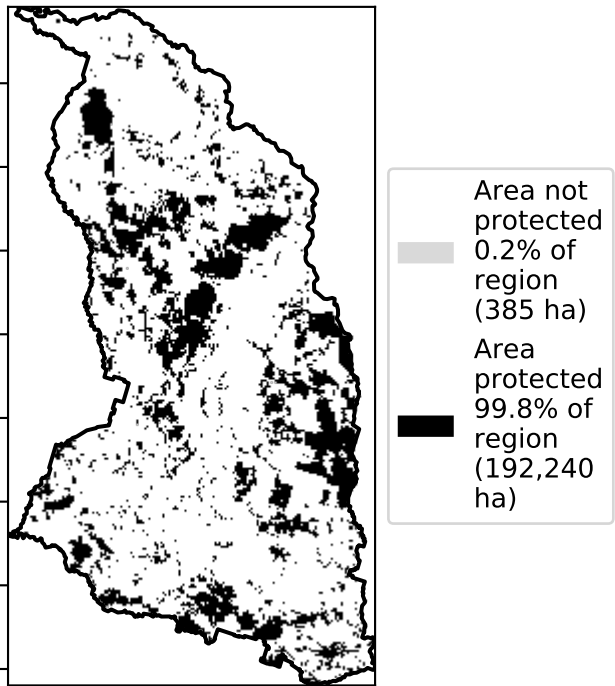 Area not
protected
0.2% of
region
(385 ha)
Area
protected
99.8% of
region
(192,240
ha)